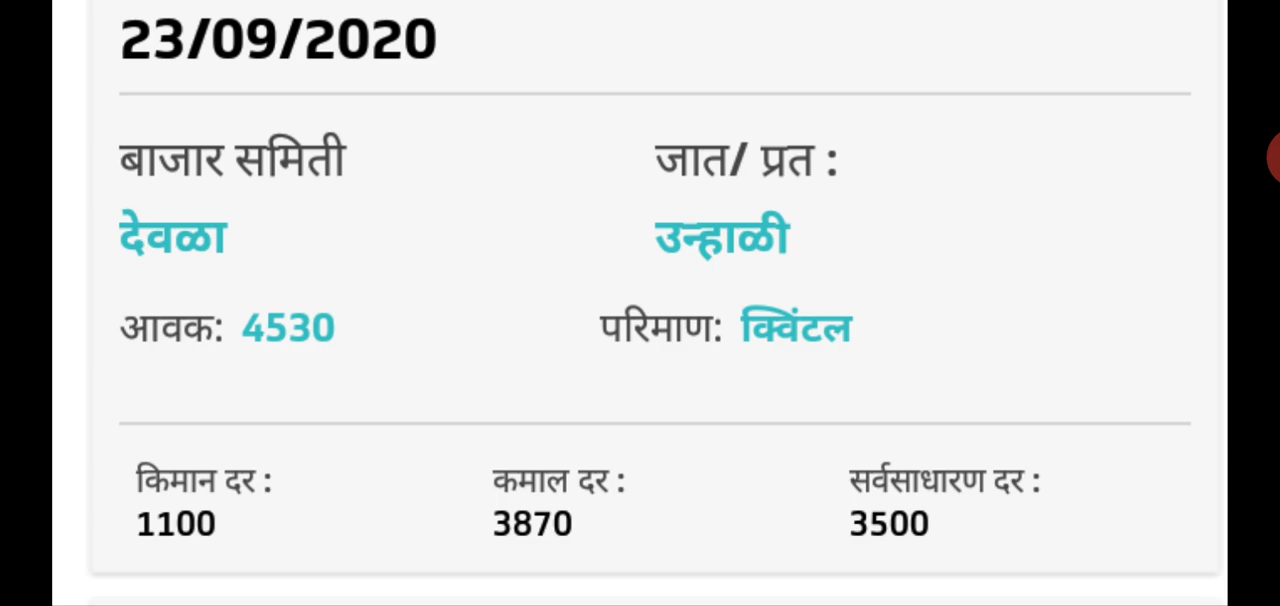 23/09/2020
बाजार समिती जात/ प्रत :
देवळा उन्हाळी
आवक: 4530 परिमाण: क्विंटल
किमान दर : कमाल दर : सर्वसाधारण दर :
1100 3870 3500